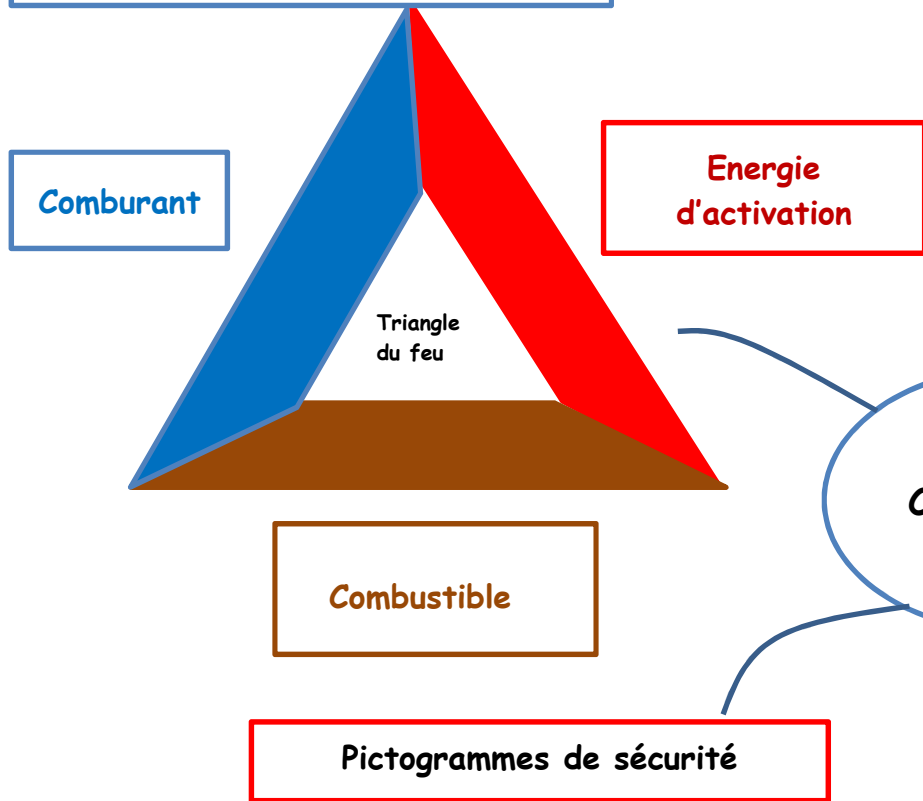 Comburant
Energie
d'activation
Triangle
du feu
Combustible
Pictogrammes de sécurité